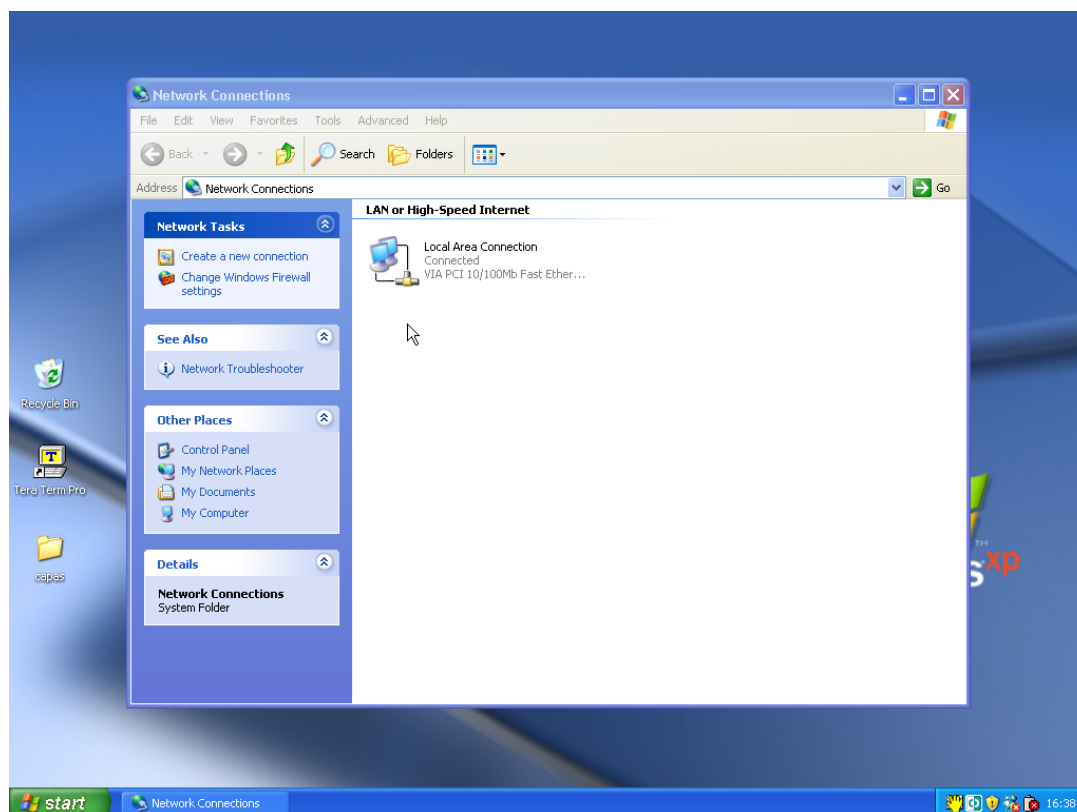 Network Connections
File Edit View Favorites Tools Advanced Help
Back Search Folders
Address Network Connections Go
Network Tasks
Create a new connection
Change Windows Firewall
settings
See Also
Network Troubleshooter
Other Places
Control Panel
My Network Places
My Documents
My Computer
Details
Network Connections
System Folder
LAN or High-Speed Internet
Local Area Connection
Connected
VIA PCI 10/100Mb Fast Ether...
Recycle Bin
T
Tera Term Pro
capas
TM
s xp
start Network Connections 16:38